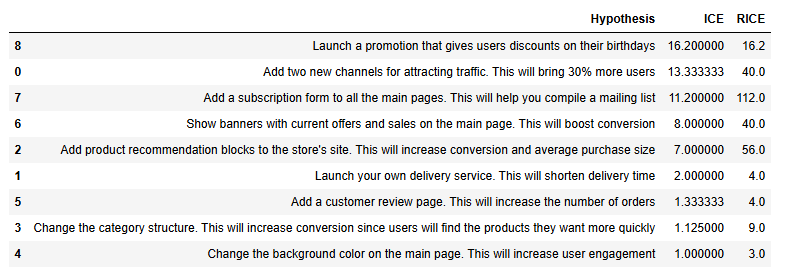 Hypothesis ICE RICE
8 Launch a promotion that gives users discounts on their birthdays 16.200000 16.2
0 Add two new channels for attracting traffic. This will bring 30% more users 13.333333 40.0
7 Add a subscription form to all the main pages. This will help you compile a mailing list 11.200000 112.0
6 Show banners with current offers and sales on the main page. This will boost conversion 8.000000 40.0
2 Add product recommendation blocks to the store's site. This will increase conversion and average purchase size 7.000000 56.0
1 Launch your own delivery service. This will shorten delivery time 2.000000 4.0
5 Add a customer review page. This will increase the number of orders 1.333333 4.0
3 Change the category structure. This will increase conversion since users will find the products they want more quickly 1.125000 9.0
4 Change the background color on the main page. This will increase user engagement 1.000000 3.0